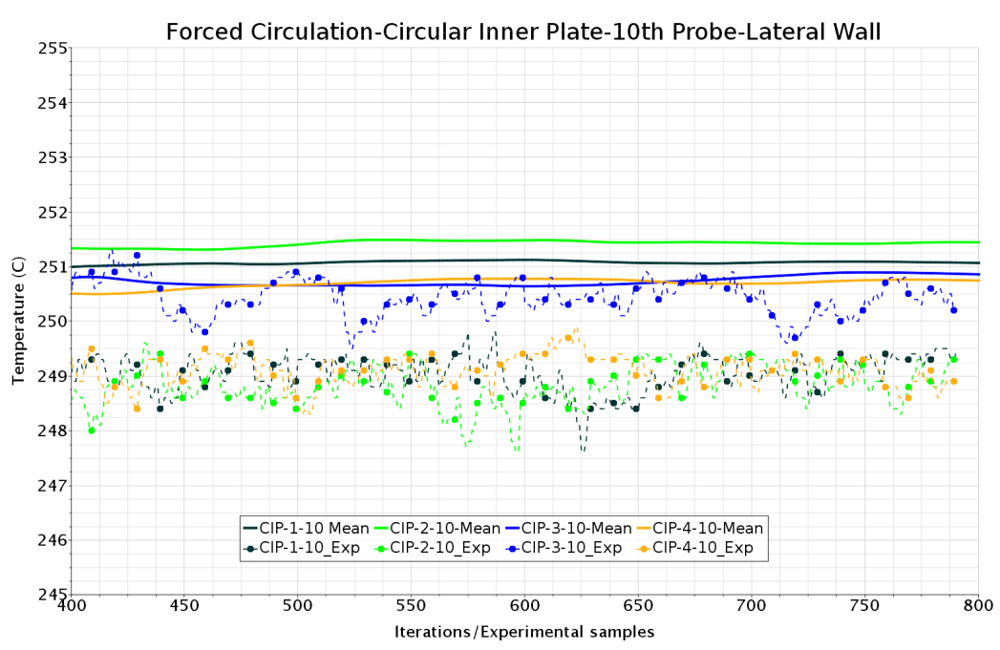 Forced Circulation-Circular Inner Plate-10th Probe-Lateral Wall
255
254
253
252
251
250
249
248
247
246
245
Temperature (C)
CIP-1-10 Mean CIP-2-10-Mean CIP-3-10-Mean CIP-4-10-Mean
CIP-1-10_Exp CIP-2-10_Exp CIP-3-10_Exp CIP-4-10_Exp
400 450 500 550 600 650 700 750 800
Iterations/Experimental samples